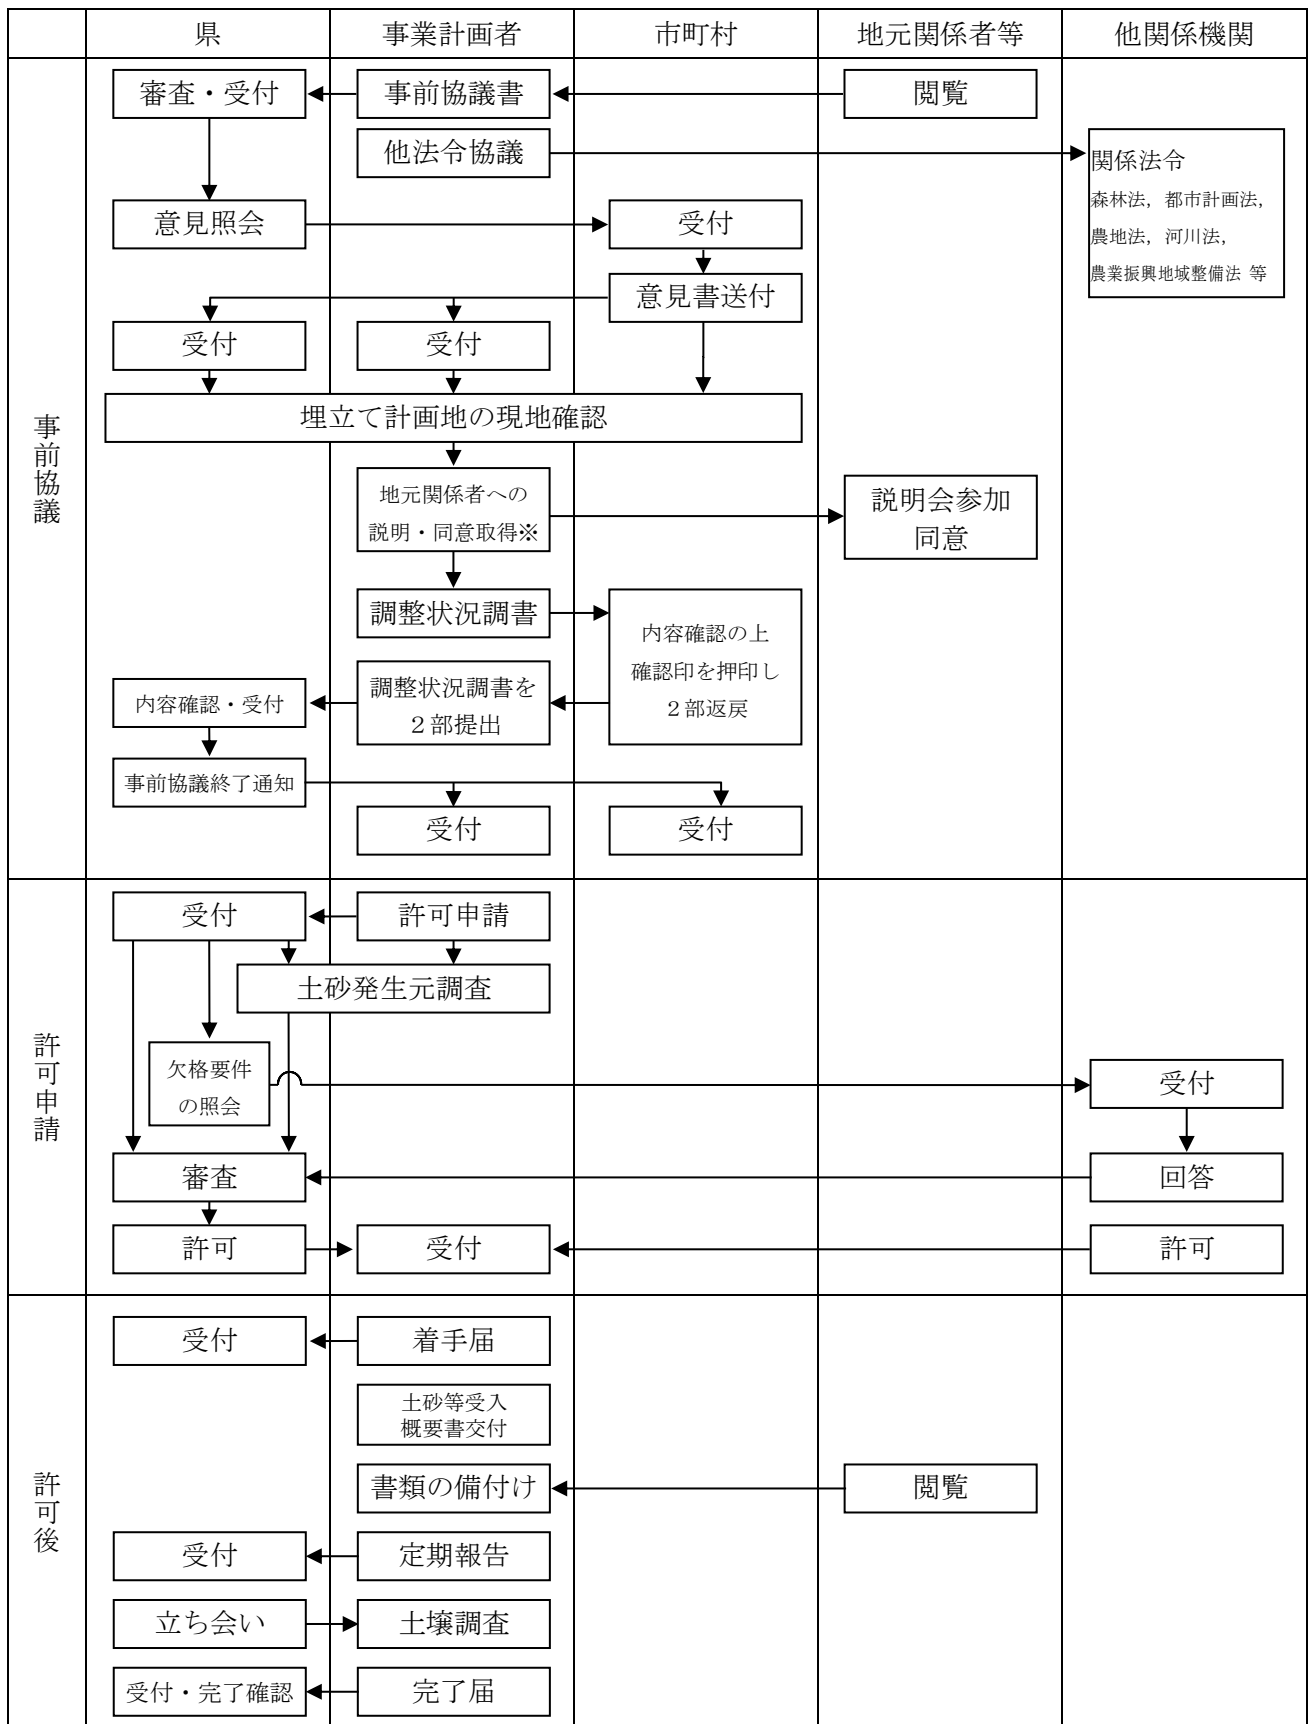 県
事業計画者
市町村
地元関係者等
他関係機関
事前協議
審査・受付
事前協議書
閲覧
他法令協議
関係法令
森林法，都市計画法，
農地法，河川法，
農業振興地域整備法 等
意見照会
受付
意見書送付
受付
受付
埋立て計画地の現地確認
地元関係者への
説明・同意取得※
説明会参加
同意
調整状況調書
内容確認の上
確認印を押印し
２部返戻
調整状況調書を
２部提出
内容確認・受付
事前協議終了通知
受付
受付
許可申請
受付
許可申請
土砂発生元調査
欠格要件
の照会
受付
審査
回答
許可
受付
許可
許可後
受付
着手届
土砂等受入
概要書交付
書類の備付け
閲覧
受付
定期報告
立ち会い
土壌調査
受付・完了確認
完了届